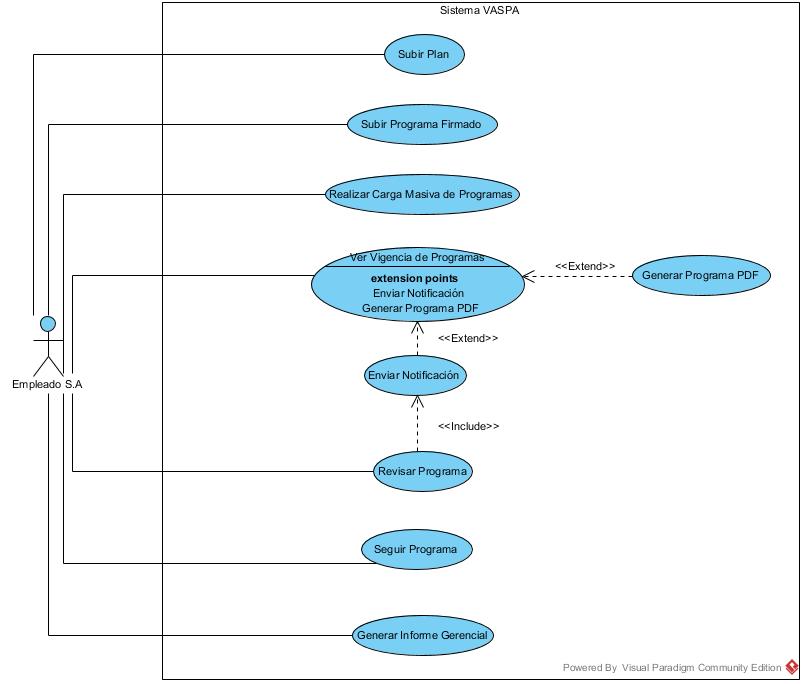 Sistema VASPA
Subir Plan
Subir Programa Firmado
Realizar Carga Masiva de Programas
Ver Vigencia de Programas
extension points
Enviar Notificación
Generar Programa PDF
<<Extend>>
Generar Programa PDF
<<Extend>>
Enviar Notificación
Empleado S.A
<<Include>>
Revisar Programa
Seguir Programa
Generar Informe Gerencial
Powered By Visual Paradigm Community Edition